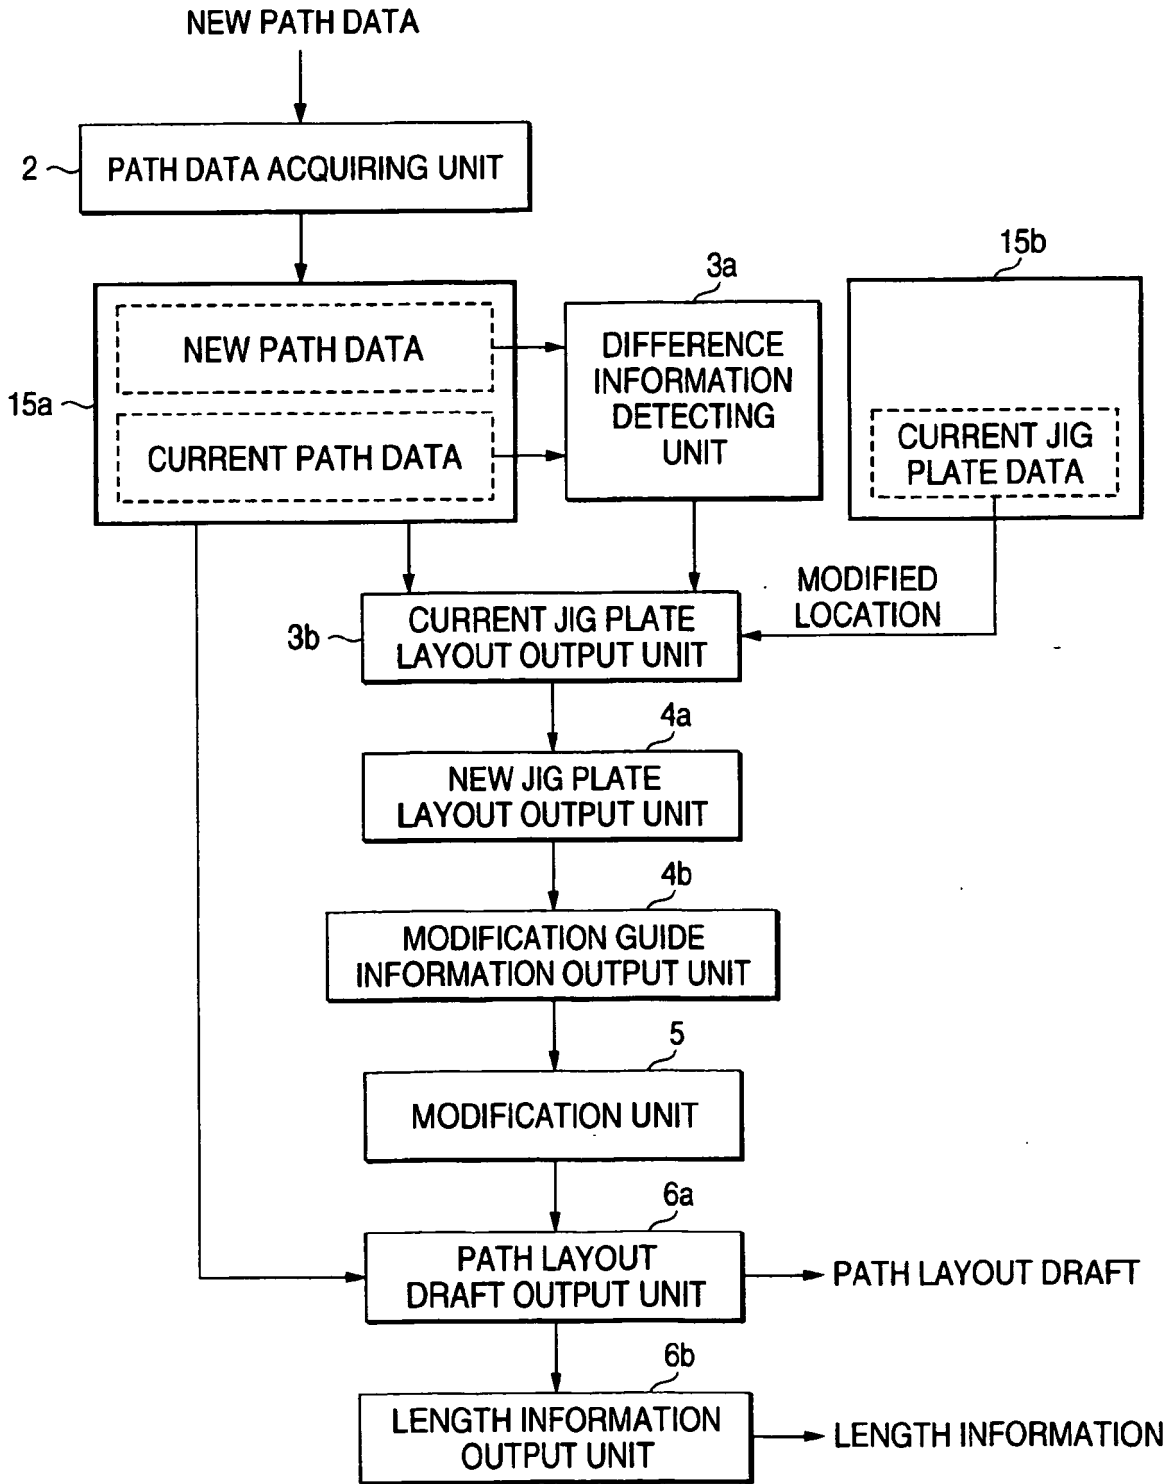 NEW PATH DATA
2
PATH DATA ACQUIRING UNIT
15a
NEW PATH DATA
CURRENT PATH DATA
3a
DIFFERENCE
INFORMATION
DETECTING
UNIT
15b
CURRENT JIG
PLATE DATA
MODIFIED
LOCATION
3b
CURRENT JIG PLATE
LAYOUT OUTPUT UNIT
4a
NEW JIG PLATE
LAYOUT OUTPUT UNIT
4b
MODIFICATION GUIDE
INFORMATION OUTPUT UNIT
5
MODIFICATION UNIT
6a
PATH LAYOUT
DRAFT OUTPUT UNIT
PATH LAYOUT DRAFT
6b
LENGTH INFORMATION
OUTPUT UNIT
LENGTH INFORMATION